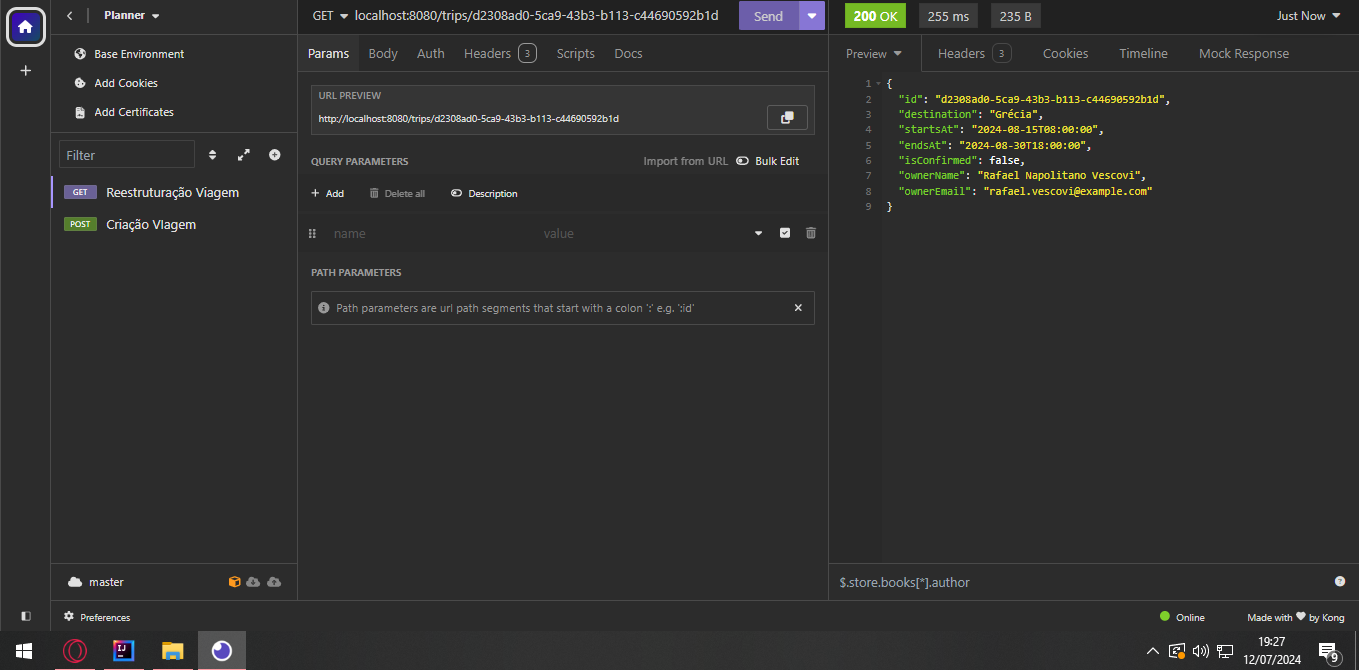 Planner
GET localhost:8080/trips/d2308ad0-5ca9-43b3-b113-c44690592b1d Send
200 OK 255 ms 235 B Just Now
Base Environment
Add Cookies
Add Certificates
Params Body Auth Headers 3 Scripts Docs
Preview Headers 3 Cookies Timeline Mock Response
URL PREVIEW
http://localhost:8080/trips/d2308ad0-5ca9-43b3-b113-c44690592b1d
Filter
QUERY PARAMETERS Import from URL Bulk Edit
GET Reestruturação Viagem
POST Criação VIagem
+ Add Delete all Description
name value
PATH PARAMETERS
Path parameters are url path segments that start with a colon ':' e.g. ':id'
1 {
2 "id": "d2308ad0-5ca9-43b3-b113-c44690592b1d",
3 "destination": "Grécia",
4 "startsAt": "2024-08-15T08:00:00",
5 "endsAt": "2024-08-30T18:00:00",
6 "isConfirmed": false,
7 "ownerName": "Rafael Napolitano Vescovi",
8 "ownerEmail": "rafael.vescovi@example.com"
9 }
master
$.store.books[*].author
Preferences
Online Made with ❤ by Kong
19:27
12/07/2024
9